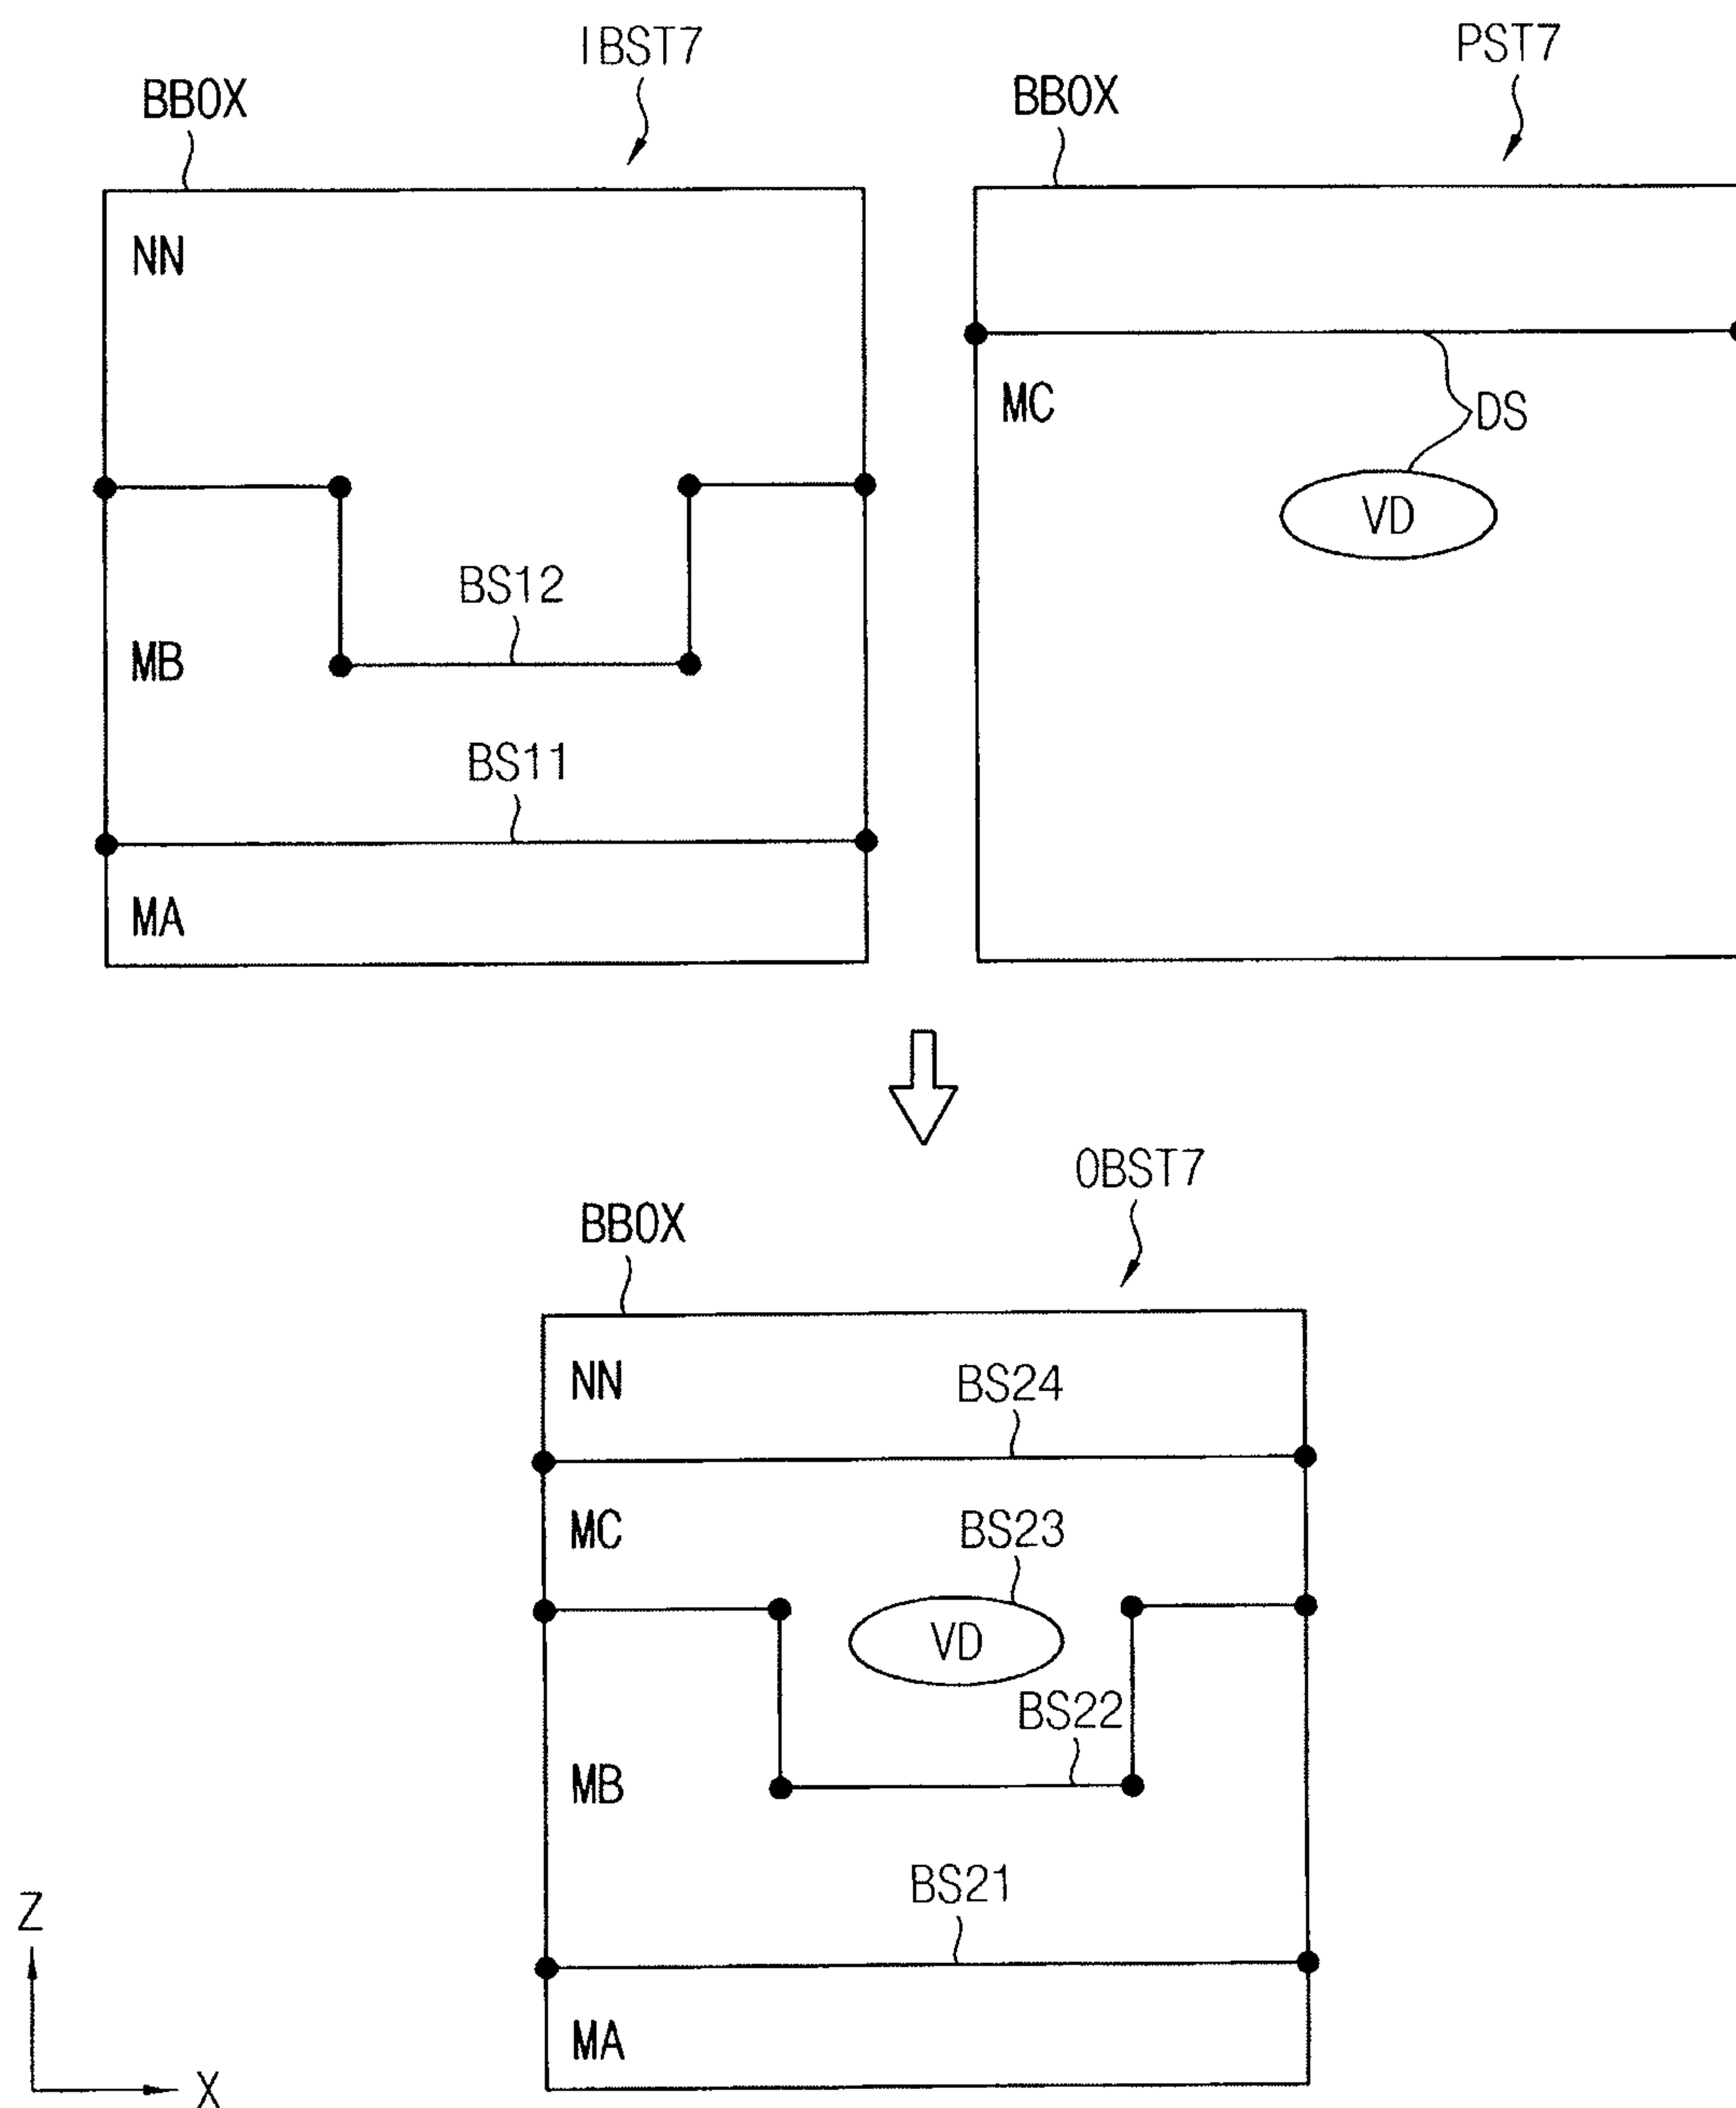 IBST7
BBOX
NN
BS12
MB
BS11
MA
PST7
BBOX
MC
DS
VD
OBST7
BBOX
NN
BS24
MC
BS23
VD
BS22
MB
BS21
MA
Z
X